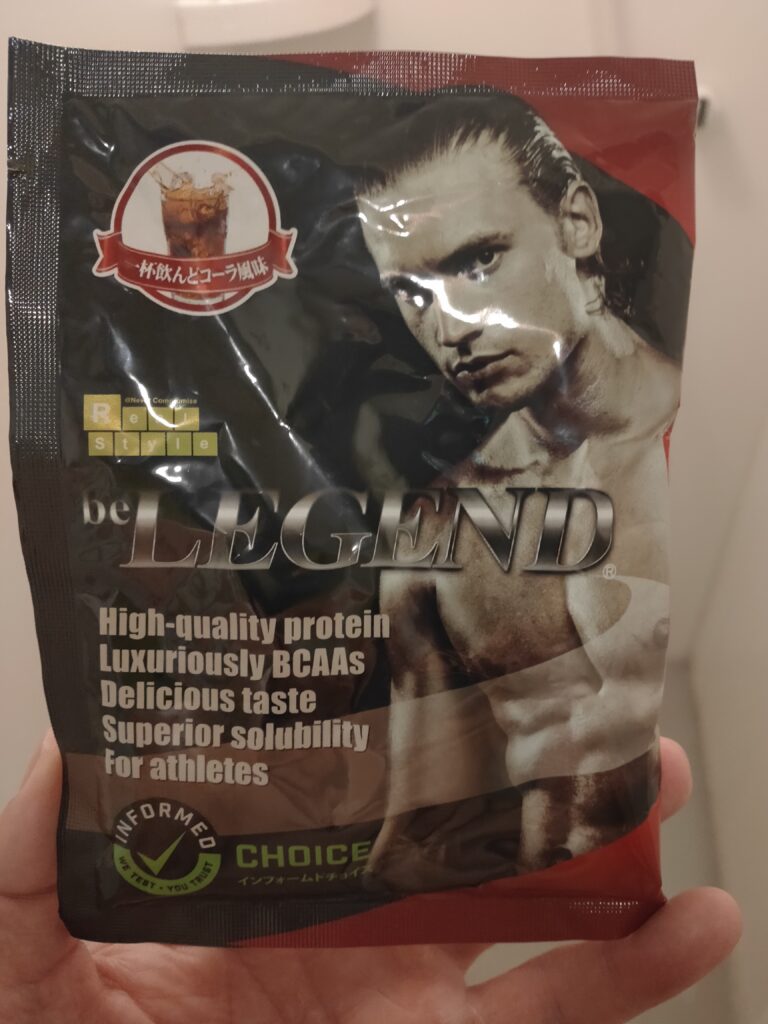 一杯飲んどコーラ風味
@Never Compromise
Real
Style
be LEGEND®
High-quality protein
Luxuriously BCAAs
Delicious taste
Superior solubility
For athletes
INFORMED
WE TEST • YOU TRUST
CHOICE
インフォームドチョイス